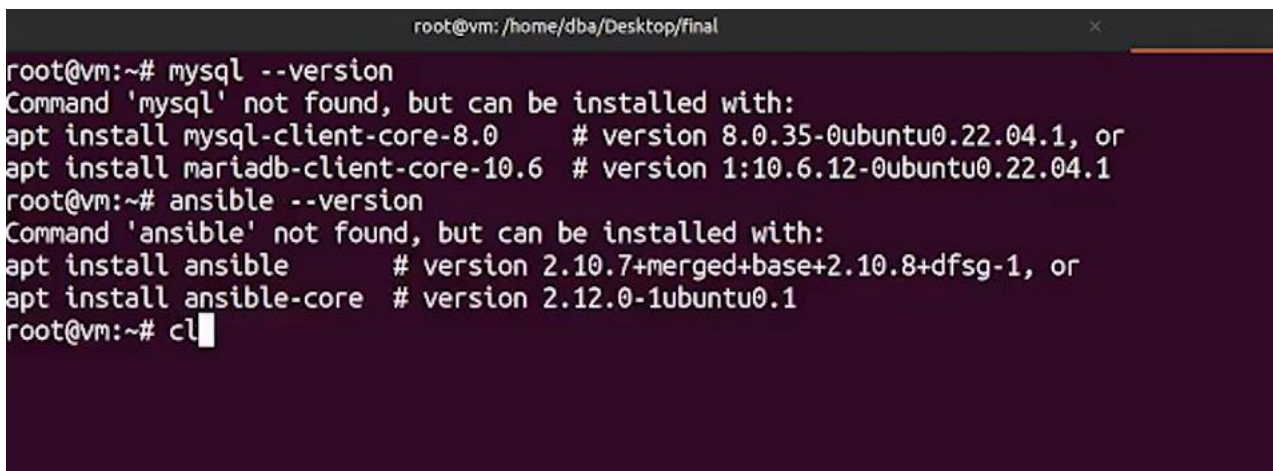 root@vm: /home/dba/Desktop/final ×
root@vm:~# mysql --version
Command 'mysql' not found, but can be installed with:
apt install mysql-client-core-8.0     # version 8.0.35-0ubuntu0.22.04.1, or
apt install mariadb-client-core-10.6  # version 1:10.6.12-0ubuntu0.22.04.1
root@vm:~# ansible --version
Command 'ansible' not found, but can be installed with:
apt install ansible       # version 2.10.7+merged+base+2.10.8+dfsg-1, or
apt install ansible-core  # version 2.12.0-1ubuntu0.1
root@vm:~# cl